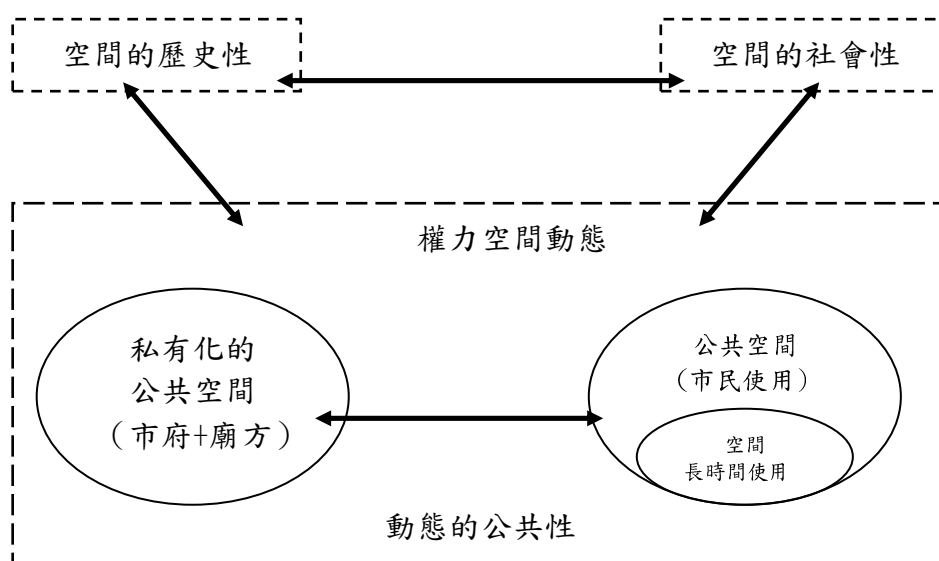 空間的歷史性
空間的社會性
權力空間動態
私有化的
公共空間
（市府+廟方）
公共空間
（市民使用）
空間
長時間使用
動態的公共性